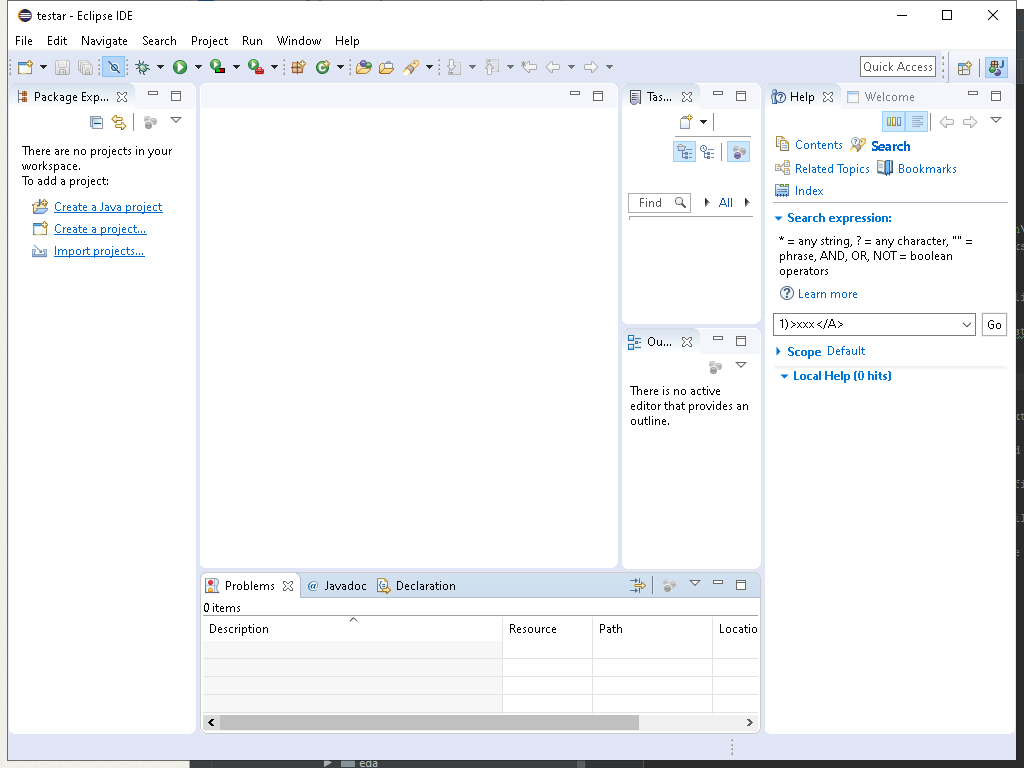 testar - Eclipse IDE
File Edit Navigate Search Project Run Window Help
Quick Access
Package Exp...
There are no projects in your
workspace.
To add a project:
Create a Java project
Create a project...
Import projects...
Tas...
Find
All
Ou...
There is no active
editor that provides an
outline.
Help Welcome
Contents Search
Related Topics Bookmarks
Index
Search expression:
* = any string, ? = any character, "" =
phrase, AND, OR, NOT = boolean
operators
Learn more
1)>xxx</A>
Go
Scope Default
Local Help (0 hits)
Problems @ Javadoc Declaration
0 items
Description Resource Path Locatio
eda